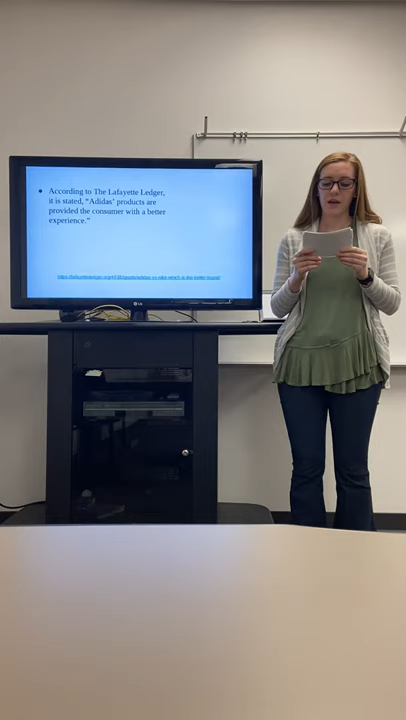 • According to The Lafayette Ledger,
it is stated, “Adidas’ products are
provided the consumer with a better
experience.”
LG